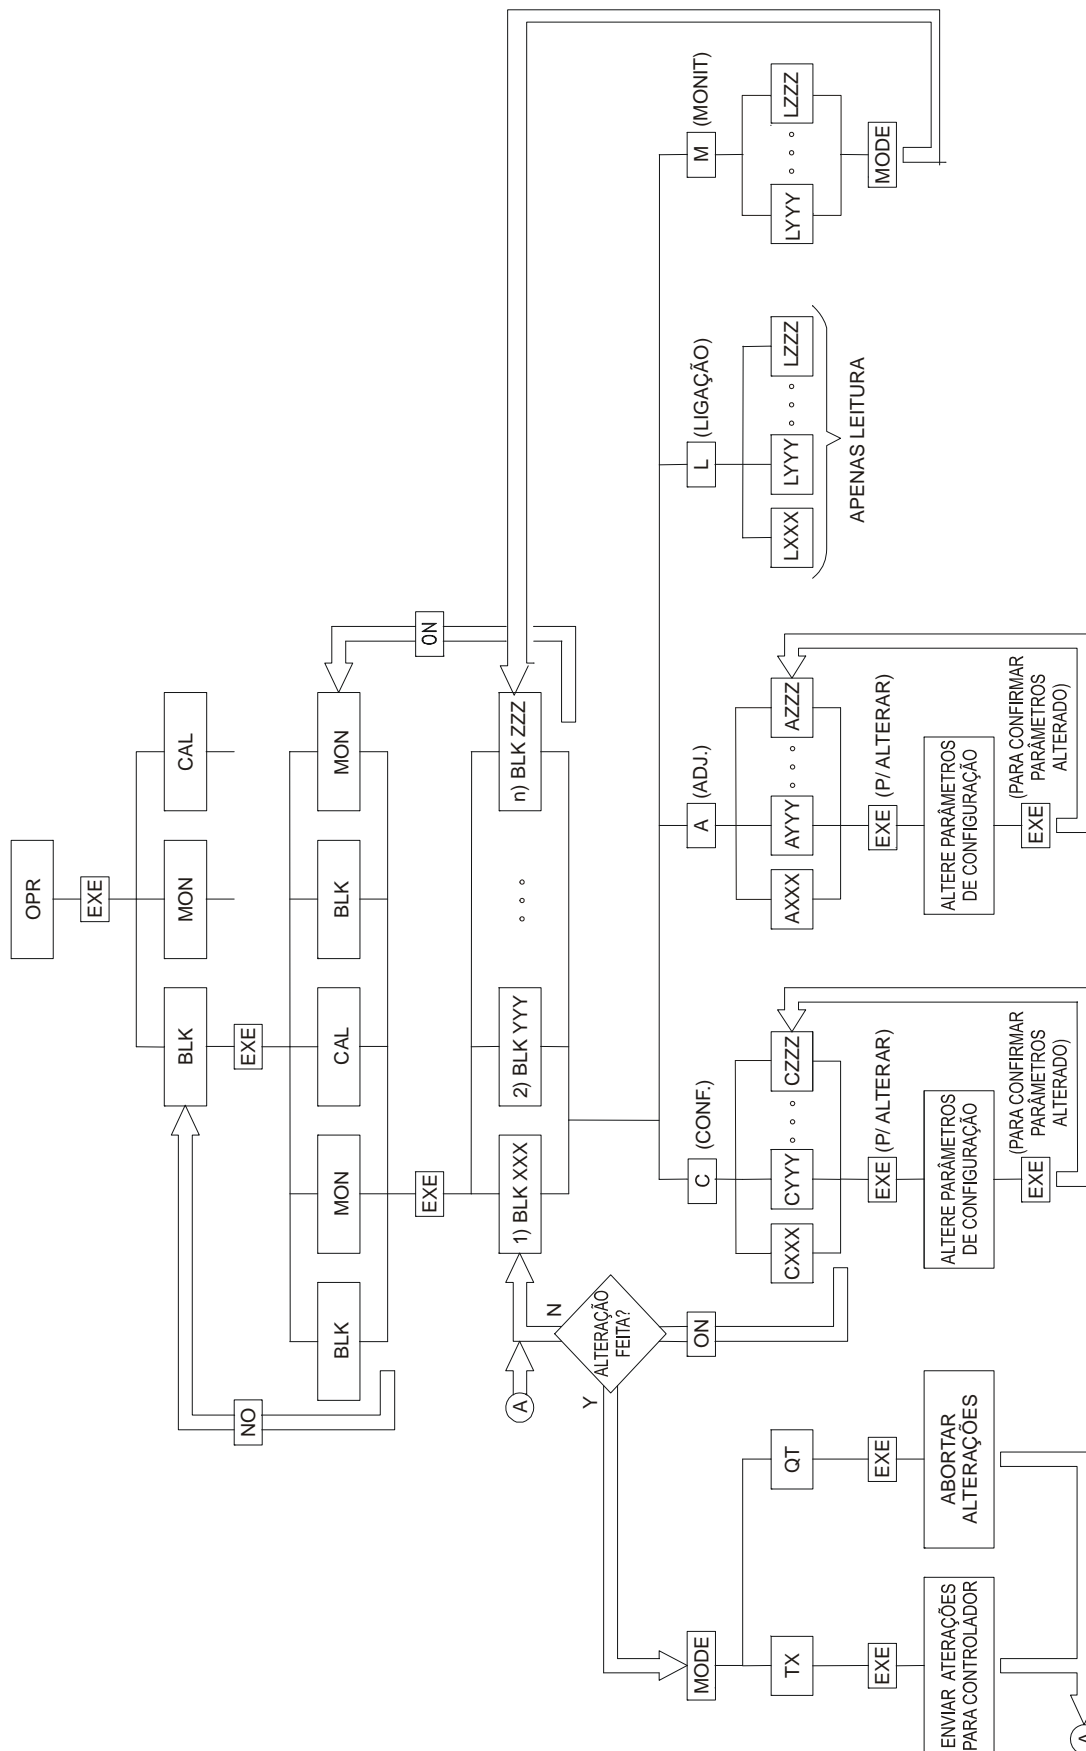 OPR
EXE
BLK
MON
CAL
NO
EXE
BLK
MON
CAL
BLK
MON
EXE
ON
A
1) BLK XXX
2) BLK YYY
n) BLK ZZZ
N
ALTERAÇÃO
FEITA?
Y
MODE
ON
C
(CONF.)
A
(ADJ.)
L
(LIGAÇÃO)
M
(MONIT)
TX
QT
CXXX
CYYY
CZZZ
AXXX
AYYY
AZZZ
LXXX
LYYY
LZZZ
LYYY
LZZZ
APENAS LEITURA
MODE
EXE
EXE
EXE
(P/ ALTERAR)
EXE
(P/ ALTERAR)
ENVIAR ATERAÇÕES
PARA CONTROLADOR
ABORTAR
ALTERAÇÕES
ALTERE PARÂMETROS
DE CONFIGURAÇÃO
ALTERE PARÂMETROS
DE CONFIGURAÇÃO
EXE
(PARA CONFIRMAR
PARÂMETROS
ALTERADO)
EXE
(PARA CONFIRMAR
PARÂMETROS
ALTERADO)
A